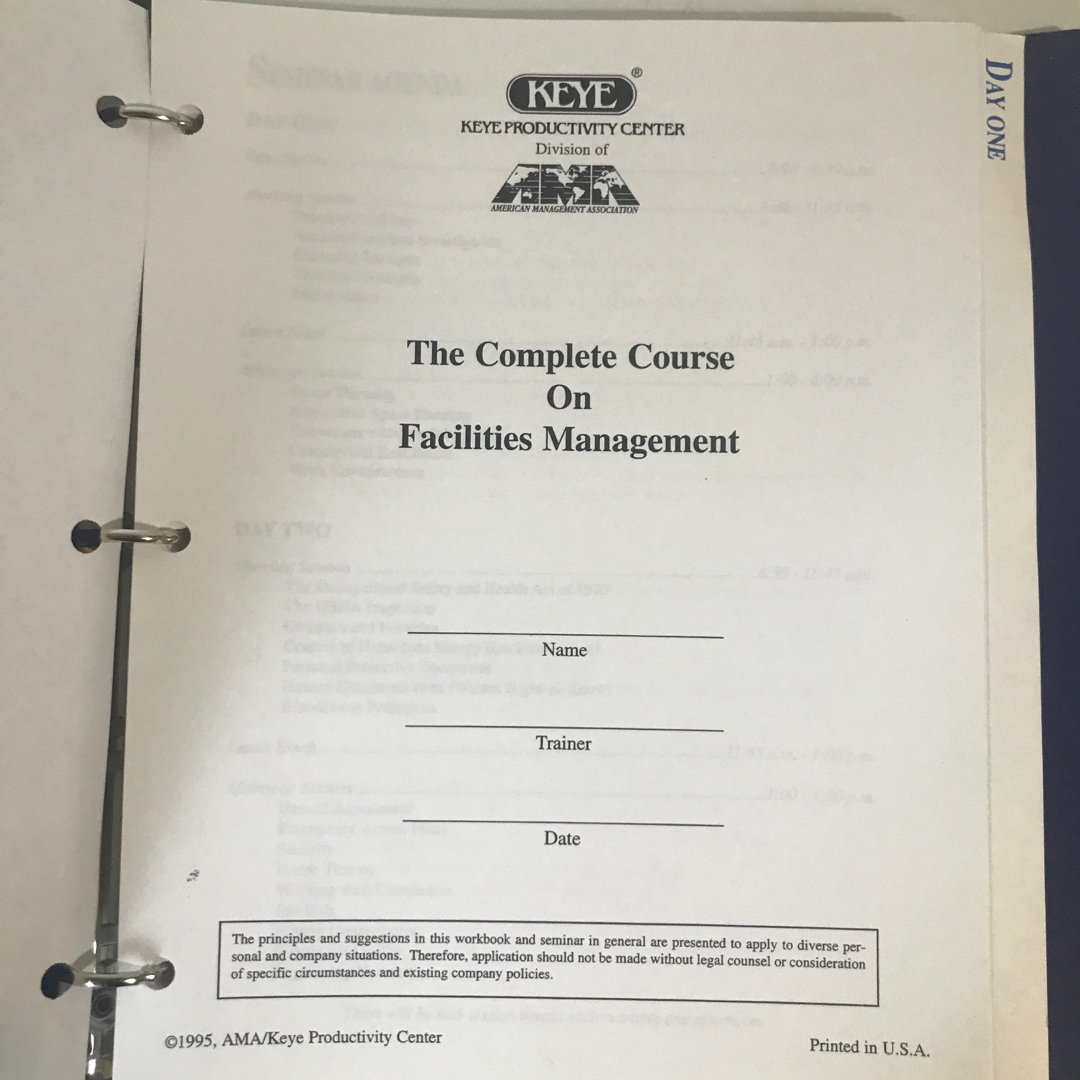 KEYE®
KEYE PRODUCTIVITY CENTER
Division of
AMA
AMERICAN MANAGEMENT ASSOCIATION
DAY ONE
The Complete Course
On
Facilities Management
DAY TWO
Name
Trainer
Date
The principles and suggestions in this workbook and seminar in general are presented to apply to diverse per-
sonal and company situations. Therefore, application should not be made without legal counsel or consideration
of specific circumstances and existing company policies.
©1995, AMA/Keye Productivity Center
Printed in U.S.A.